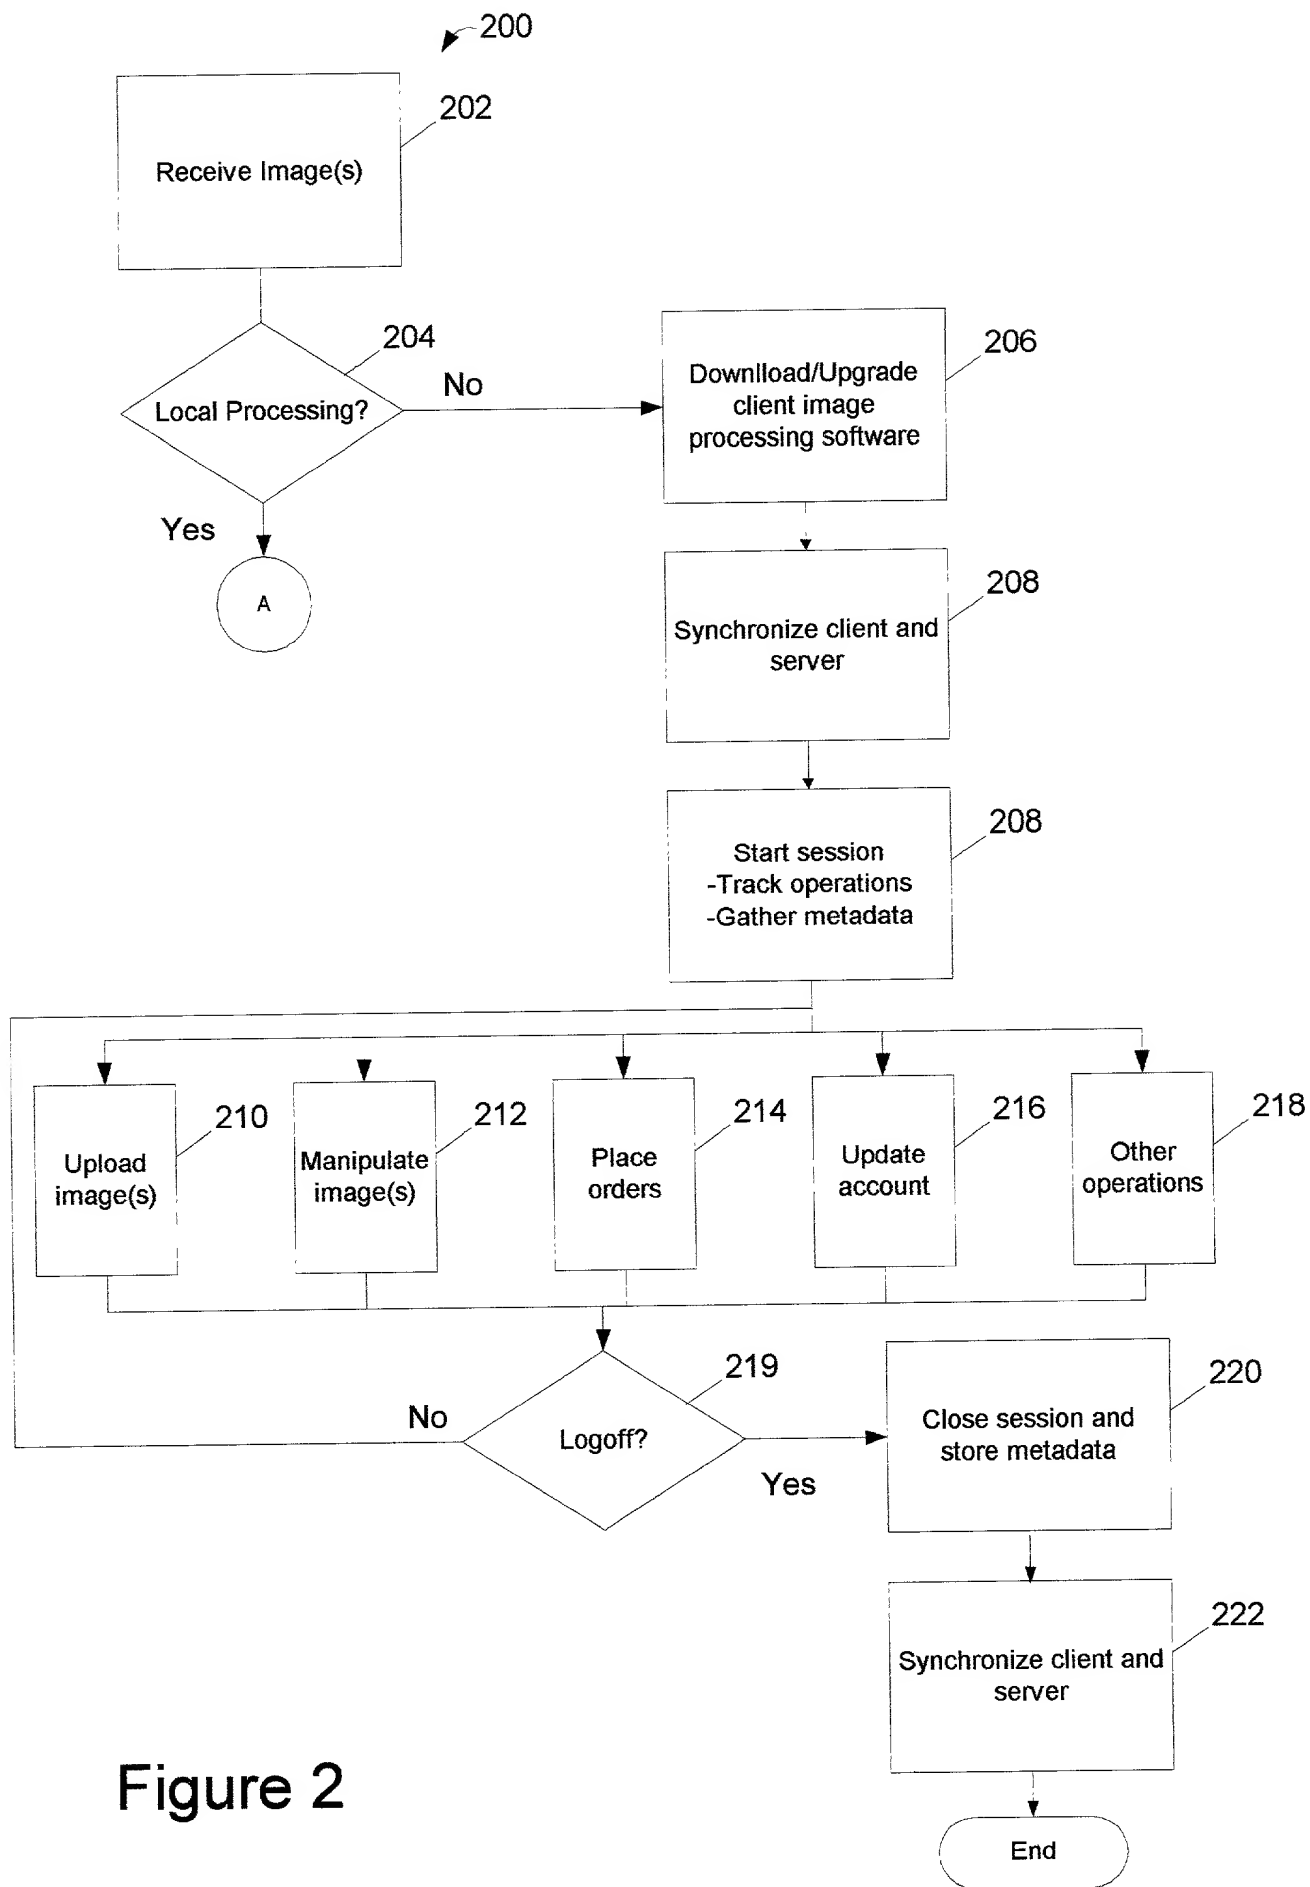 200
202
Receive Image(s)
204
Local Processing?
No
Yes
A
206
Downlload/Upgrade
client image
processing software
208
Synchronize client and
server
208
Start session
-Track operations
-Gather metadata
210
Upload
image(s)
212
Manipulate
image(s)
214
Place
orders
216
Update
account
218
Other
operations
219
Logoff?
No
Yes
220
Close session and
store metadata
222
Synchronize client and
server
End
Figure 2